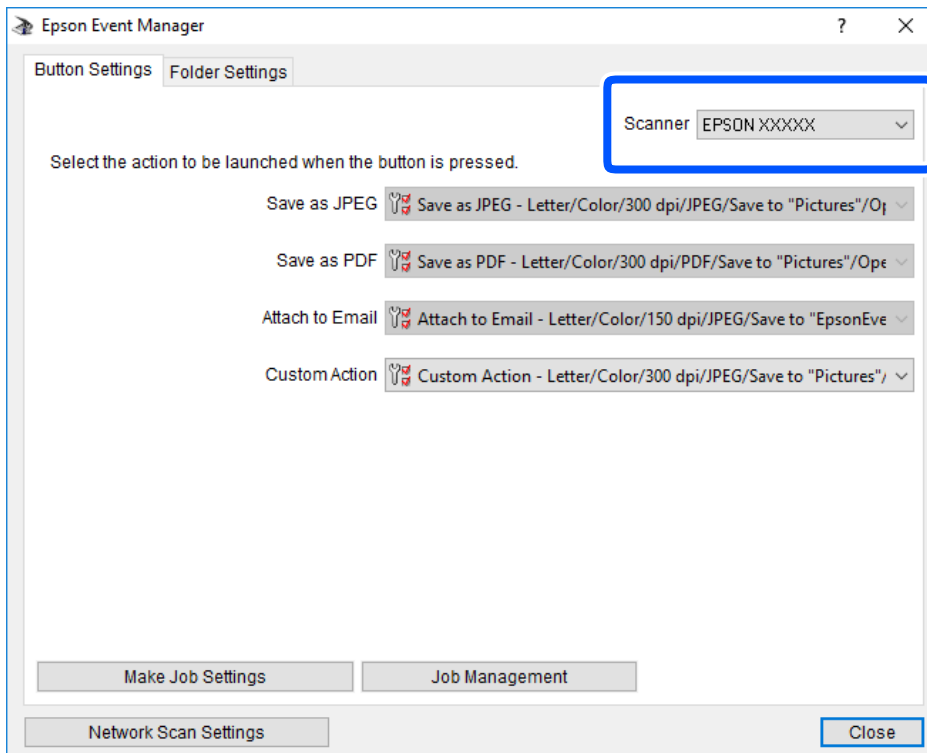 Epson Event Manager
Button Settings Folder Settings
Scanner EPSON XXXXX
Select the action to be launched when the button is pressed.
Save as JPEG Save as JPEG - Letter/Color/300 dpi/JPEG/Save to "Pictures"/Op
Save as PDF Save as PDF - Letter/Color/300 dpi/PDF/Save to "Pictures"/Ope
Attach to Email Attach to Email - Letter/Color/150 dpi/JPEG/Save to "EpsonEve
Custom Action Custom Action - Letter/Color/300 dpi/JPEG/Save to "Pictures"/
Make Job Settings Job Management
Network Scan Settings Close